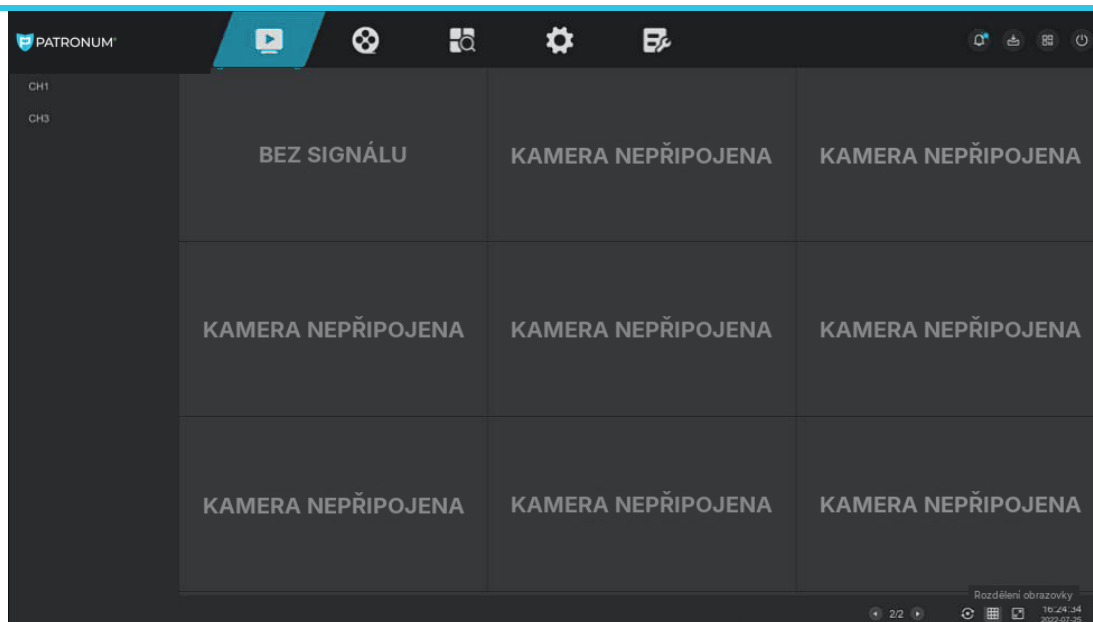 PATRONUM®
CH1
CH3
BEZ SIGNÁLU
KAMERA NEPŘIPOJENA
KAMERA NEPŘIPOJENA
KAMERA NEPŘIPOJENA
KAMERA NEPŘIPOJENA
KAMERA NEPŘIPOJENA
KAMERA NEPŘIPOJENA
KAMERA NEPŘIPOJENA
KAMERA NEPŘIPOJENA
Rozdělení obrazovky
2/2
16:24:34
2022-07-25